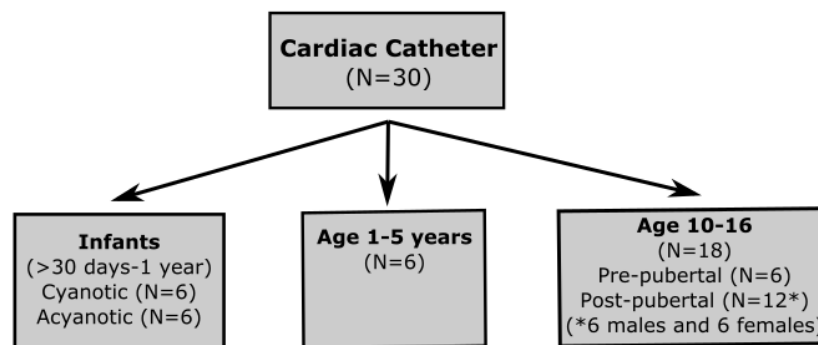 Cardiac Catheter
(N=30)
Infants
(>30 days-1 year)
Cyanotic (N=6)
Acyanotic (N=6)
Age 1-5 years
(N=6)
Age 10-16
(N=18)
Pre-pubertal (N=6)
Post-pubertal (N=12*)
(*6 males and 6 females)